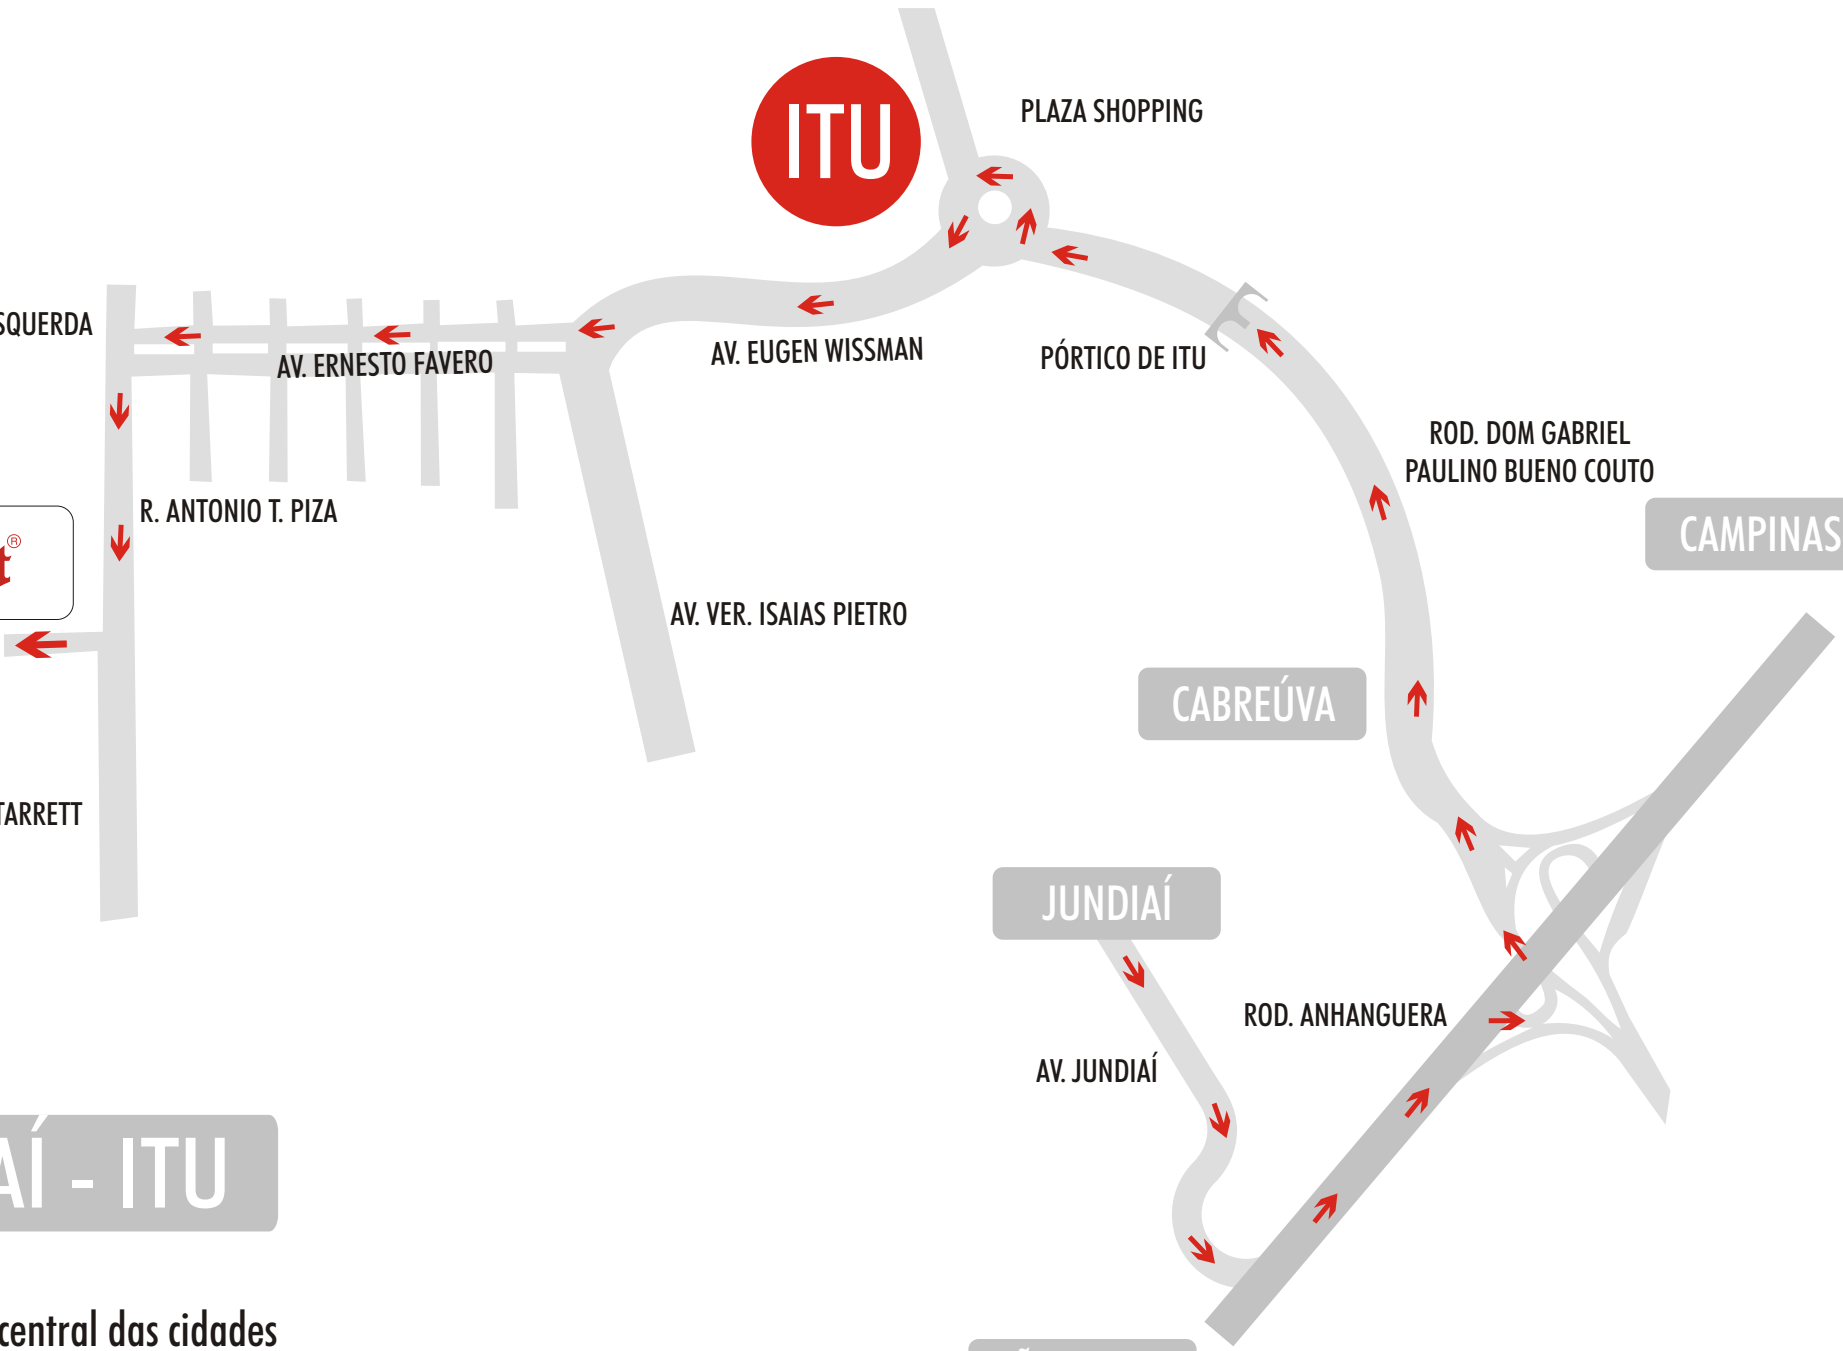 ITU
PLAZA SHOPPING
SQUERDA
AV. ERNESTO FAVERO
AV. EUGEN WISSMAN
PÓRTICO DE ITU
ROD. DOM GABRIEL
PAULINO BUENO COUTO
R. ANTONIO T. PIZA
CAMPINAS
t®
AV. VER. ISAIAS PIETRO
CABREÚVA
TARRETT
JUNDIAÍ
ROD. ANHANGUERA
AV. JUNDIAÍ
AÍ - ITU
central das cidades